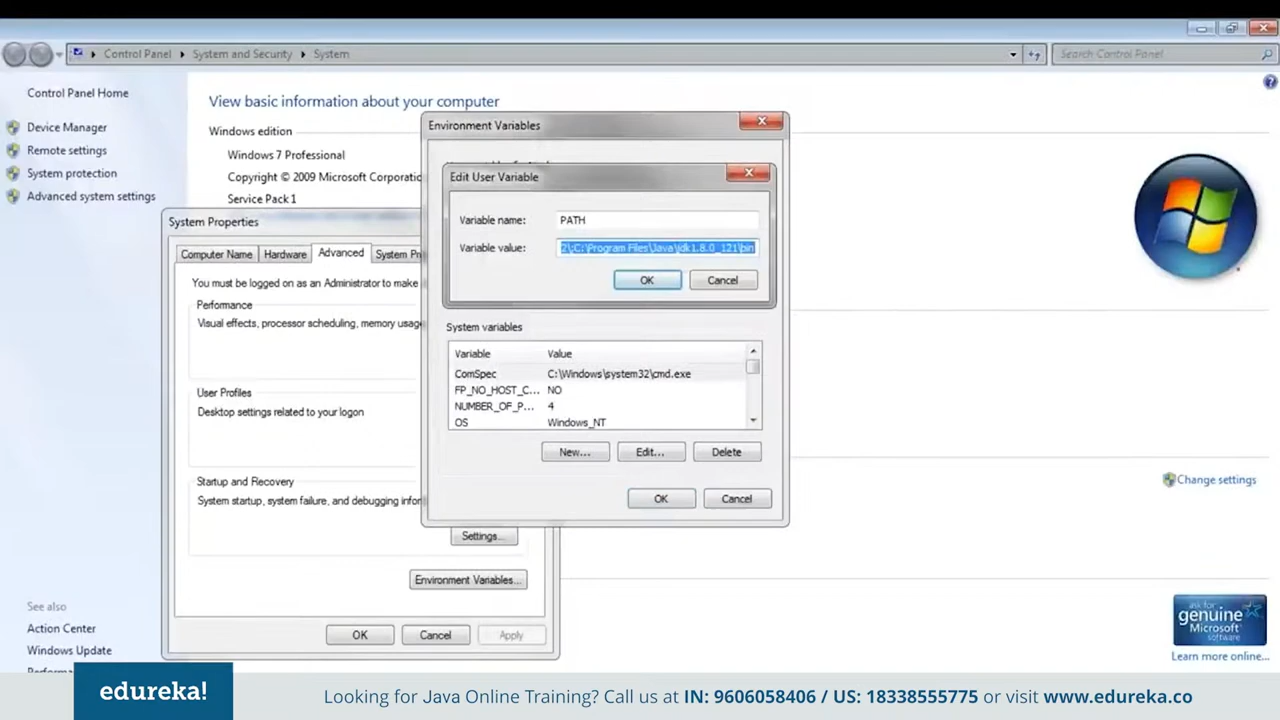 Control Panel
System and Security
System
Search Control Panel
Control Panel Home
Device Manager
Remote settings
System protection
Advanced system settings
View basic information about your computer
Windows edition
Windows 7 Professional
Copyright © 2009 Microsoft Corporatio
Service Pack 1
System Properties
Computer Name
Hardware
Advanced
System Pr
You must be logged on as an Administrator to make
Performance
Visual effects, processor scheduling, memory usag
User Profiles
Desktop settings related to your logon
Startup and Recovery
System startup, system failure, and debugging infor
Settings...
Environment Variables...
OK
Cancel
Apply
Environment Variables
Edit User Variable
Variable name:
PATH
Variable value:
2\;C:\Program Files\Java\jdk1.8.0_121\bin
OK
Cancel
System variables
Variable Value
ComSpec C:\Windows\system32\cmd.exe
FP_NO_HOST_C... NO
NUMBER_OF_P... 4
OS Windows_NT
New...
Edit...
Delete
OK
Cancel
Change settings
See also
Action Center
Windows Update
ask for
genuine
Microsoft
software
Learn more online...
edureka!
Looking for Java Online Training? Call us at IN: 9606058406 / US: 18338555775 or visit www.edureka.co